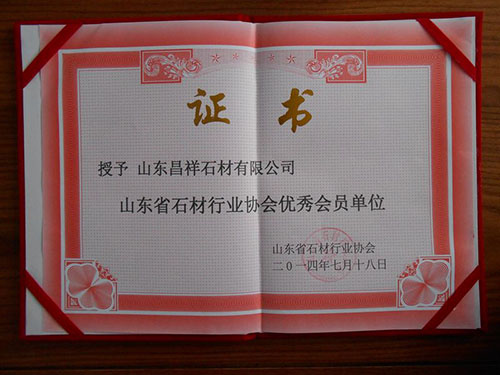 证书
授予 山东昌祥石材有限公司
山东省石材行业协会优秀会员单位
山东省石材行业协会
二0一四年七月十八日